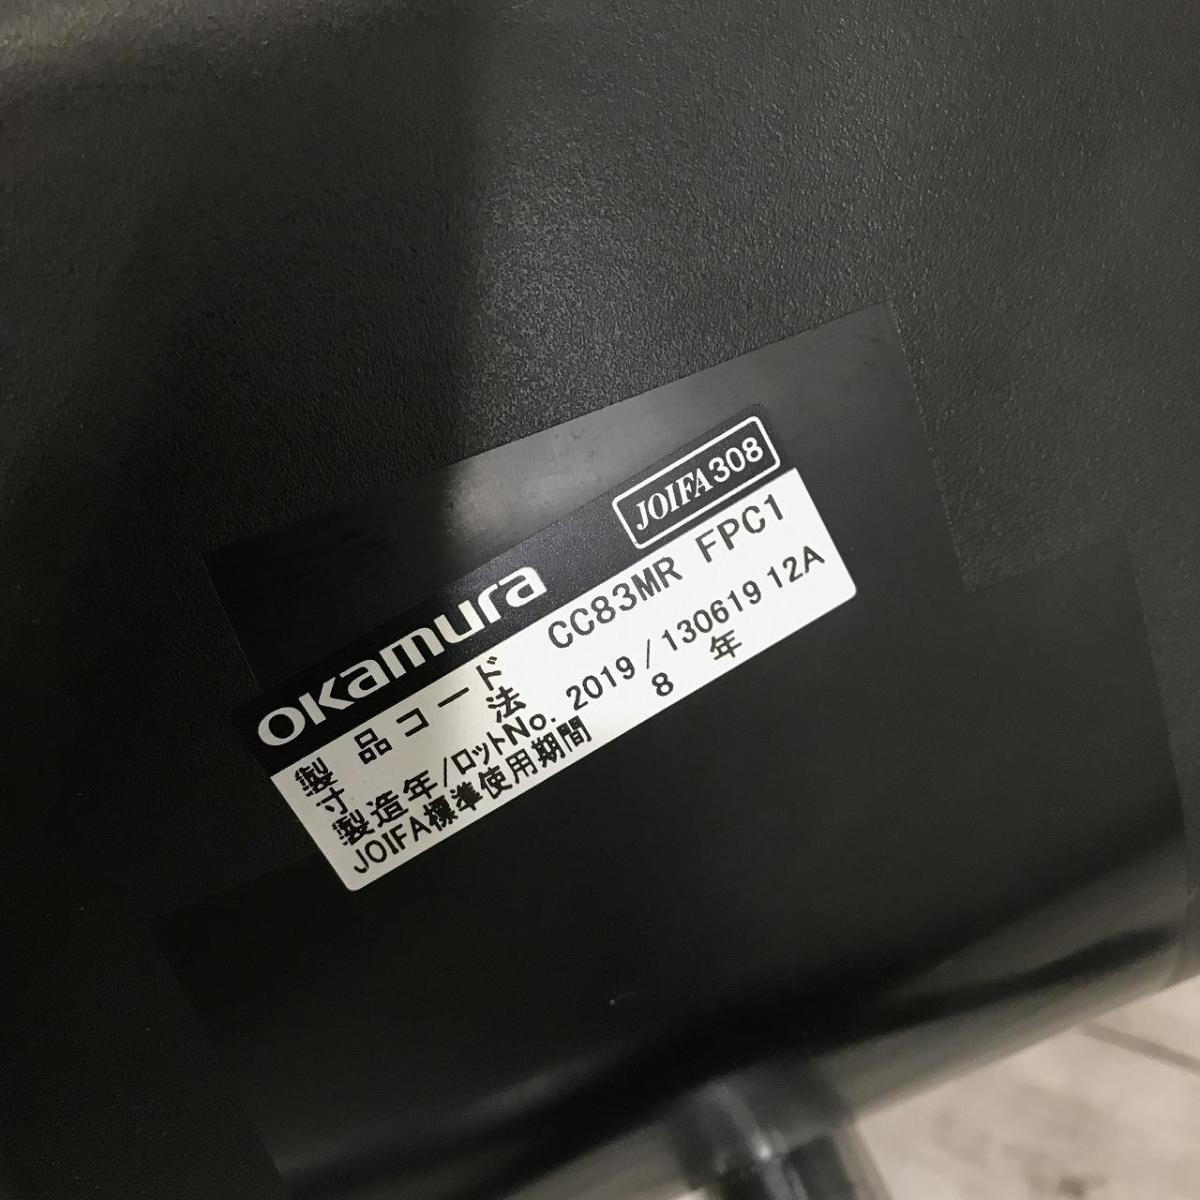 okamura JOIFA308
製品コード CC83MR FPC1
寸法
製造年/ロットNo. 2019/130619 12A
JOIFA標準使用期間 8年